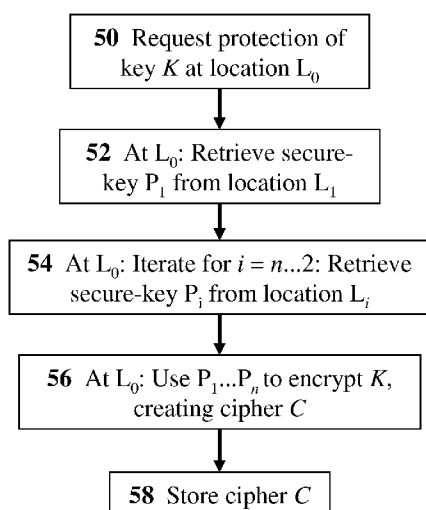 50 Request protection of
key K at location L₀
52 At L₀: Retrieve secure-
key P₁ from location L₁
54 At L₀: Iterate for i = n...2: Retrieve
secure-key Pᵢ from location Lᵢ
56 At L₀: Use P₁...Pₙ to encrypt K,
creating cipher C
58 Store cipher C